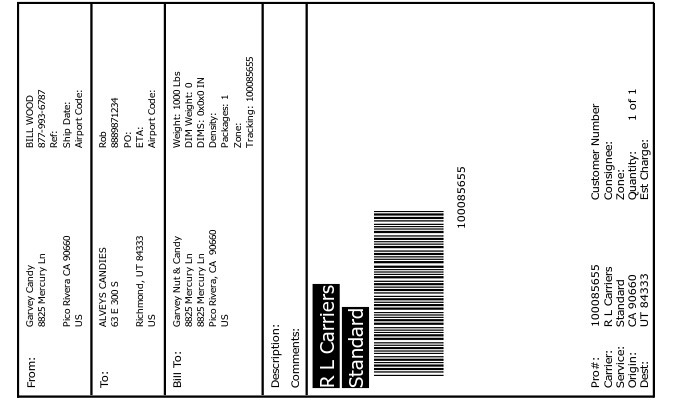 From:
Garvey Candy
8825 Mercury Ln
Pico Rivera CA 90660
US
BILL WOOD
877-993-6787
Ref:
Ship Date:
Airport Code:
To:
ALVEYS CANDIES
63 E 300 S
Richmond, UT 84333
US
Rob
8889871234
PO:
ETA:
Airport Code:
Bill To:
Garvey Nut & Candy
8825 Mercury Ln
8825 Mercury Ln
Pico Rivera, CA 90660
US
Weight: 1000 Lbs
DIM Weight: 0
DIMS: 0x0x0 IN
Density:
Packages: 1
Zone:
Tracking: 100085655
Description:
Comments:
R L Carriers
Standard
100085655
Pro#: 100085655
Carrier: R L Carriers
Service: Standard
Origin: CA 90660
Dest: UT 84333
Customer Number
Consignee:
Zone:
Quantity: 1 of 1
Est Charge: